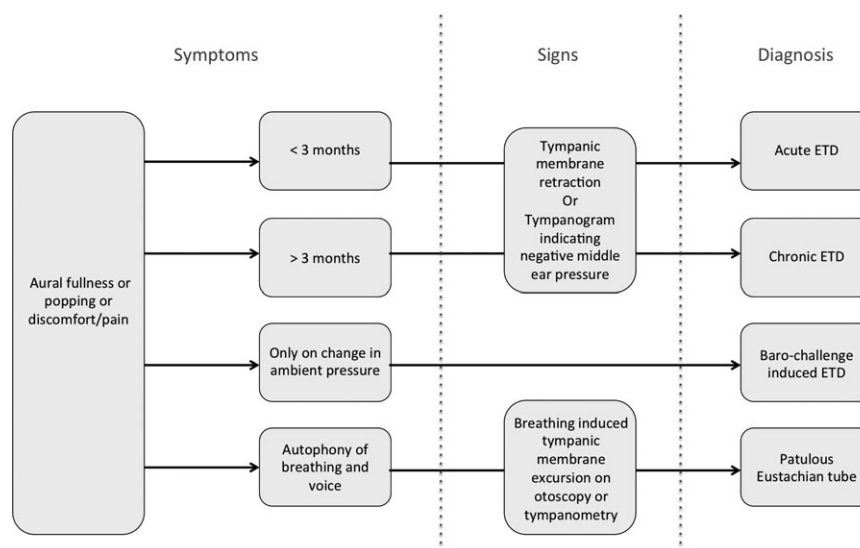 Symptoms
Signs
Diagnosis
Aural fullness or
popping or
discomfort/pain
< 3 months
> 3 months
Only on change in
ambient pressure
Autophony of
breathing and
voice
Tympanic
membrane
retraction
Or
Tympanogram
indicating
negative middle
ear pressure
Breathing induced
tympanic
membrane
excursion on
otoscopy or
tympanometry
Acute ETD
Chronic ETD
Baro-challenge
induced ETD
Patulous
Eustachian tube